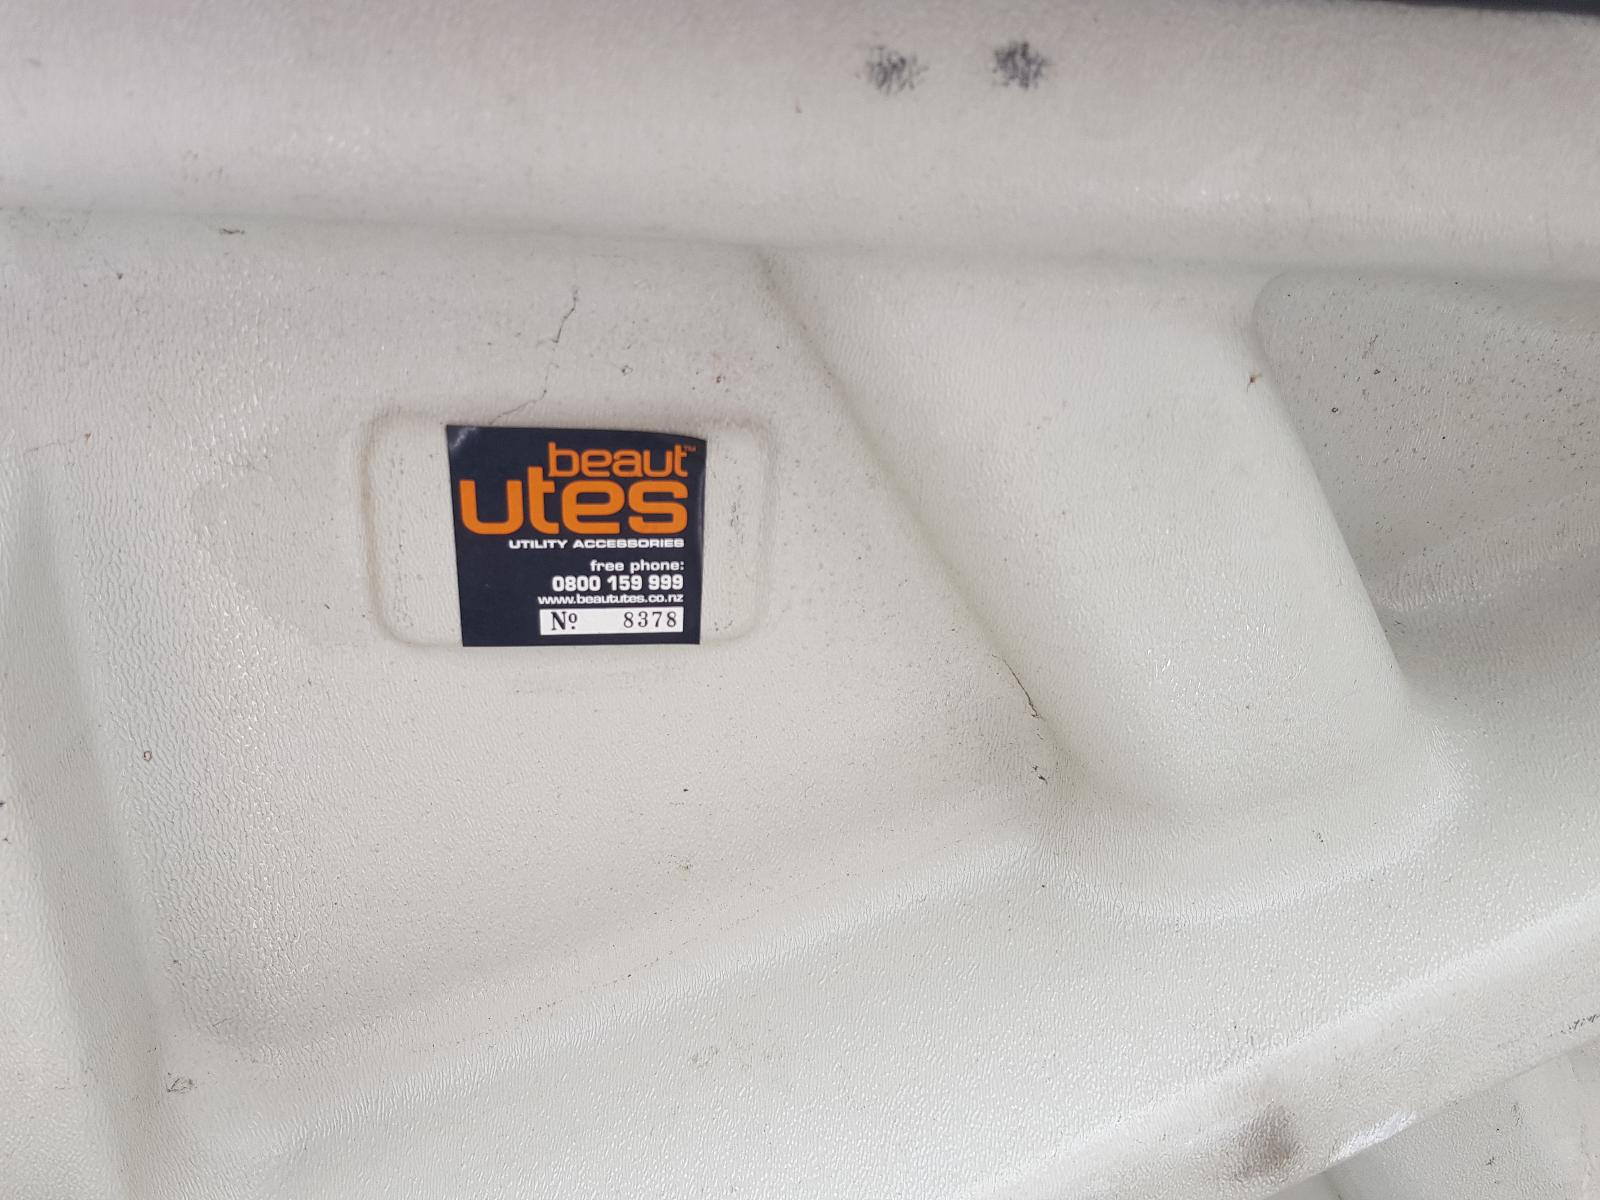 beaut™
utes
UTILITY ACCESSORIES
free phone:
0800 159 999
www.beaututes.co.nz
Nº 8378